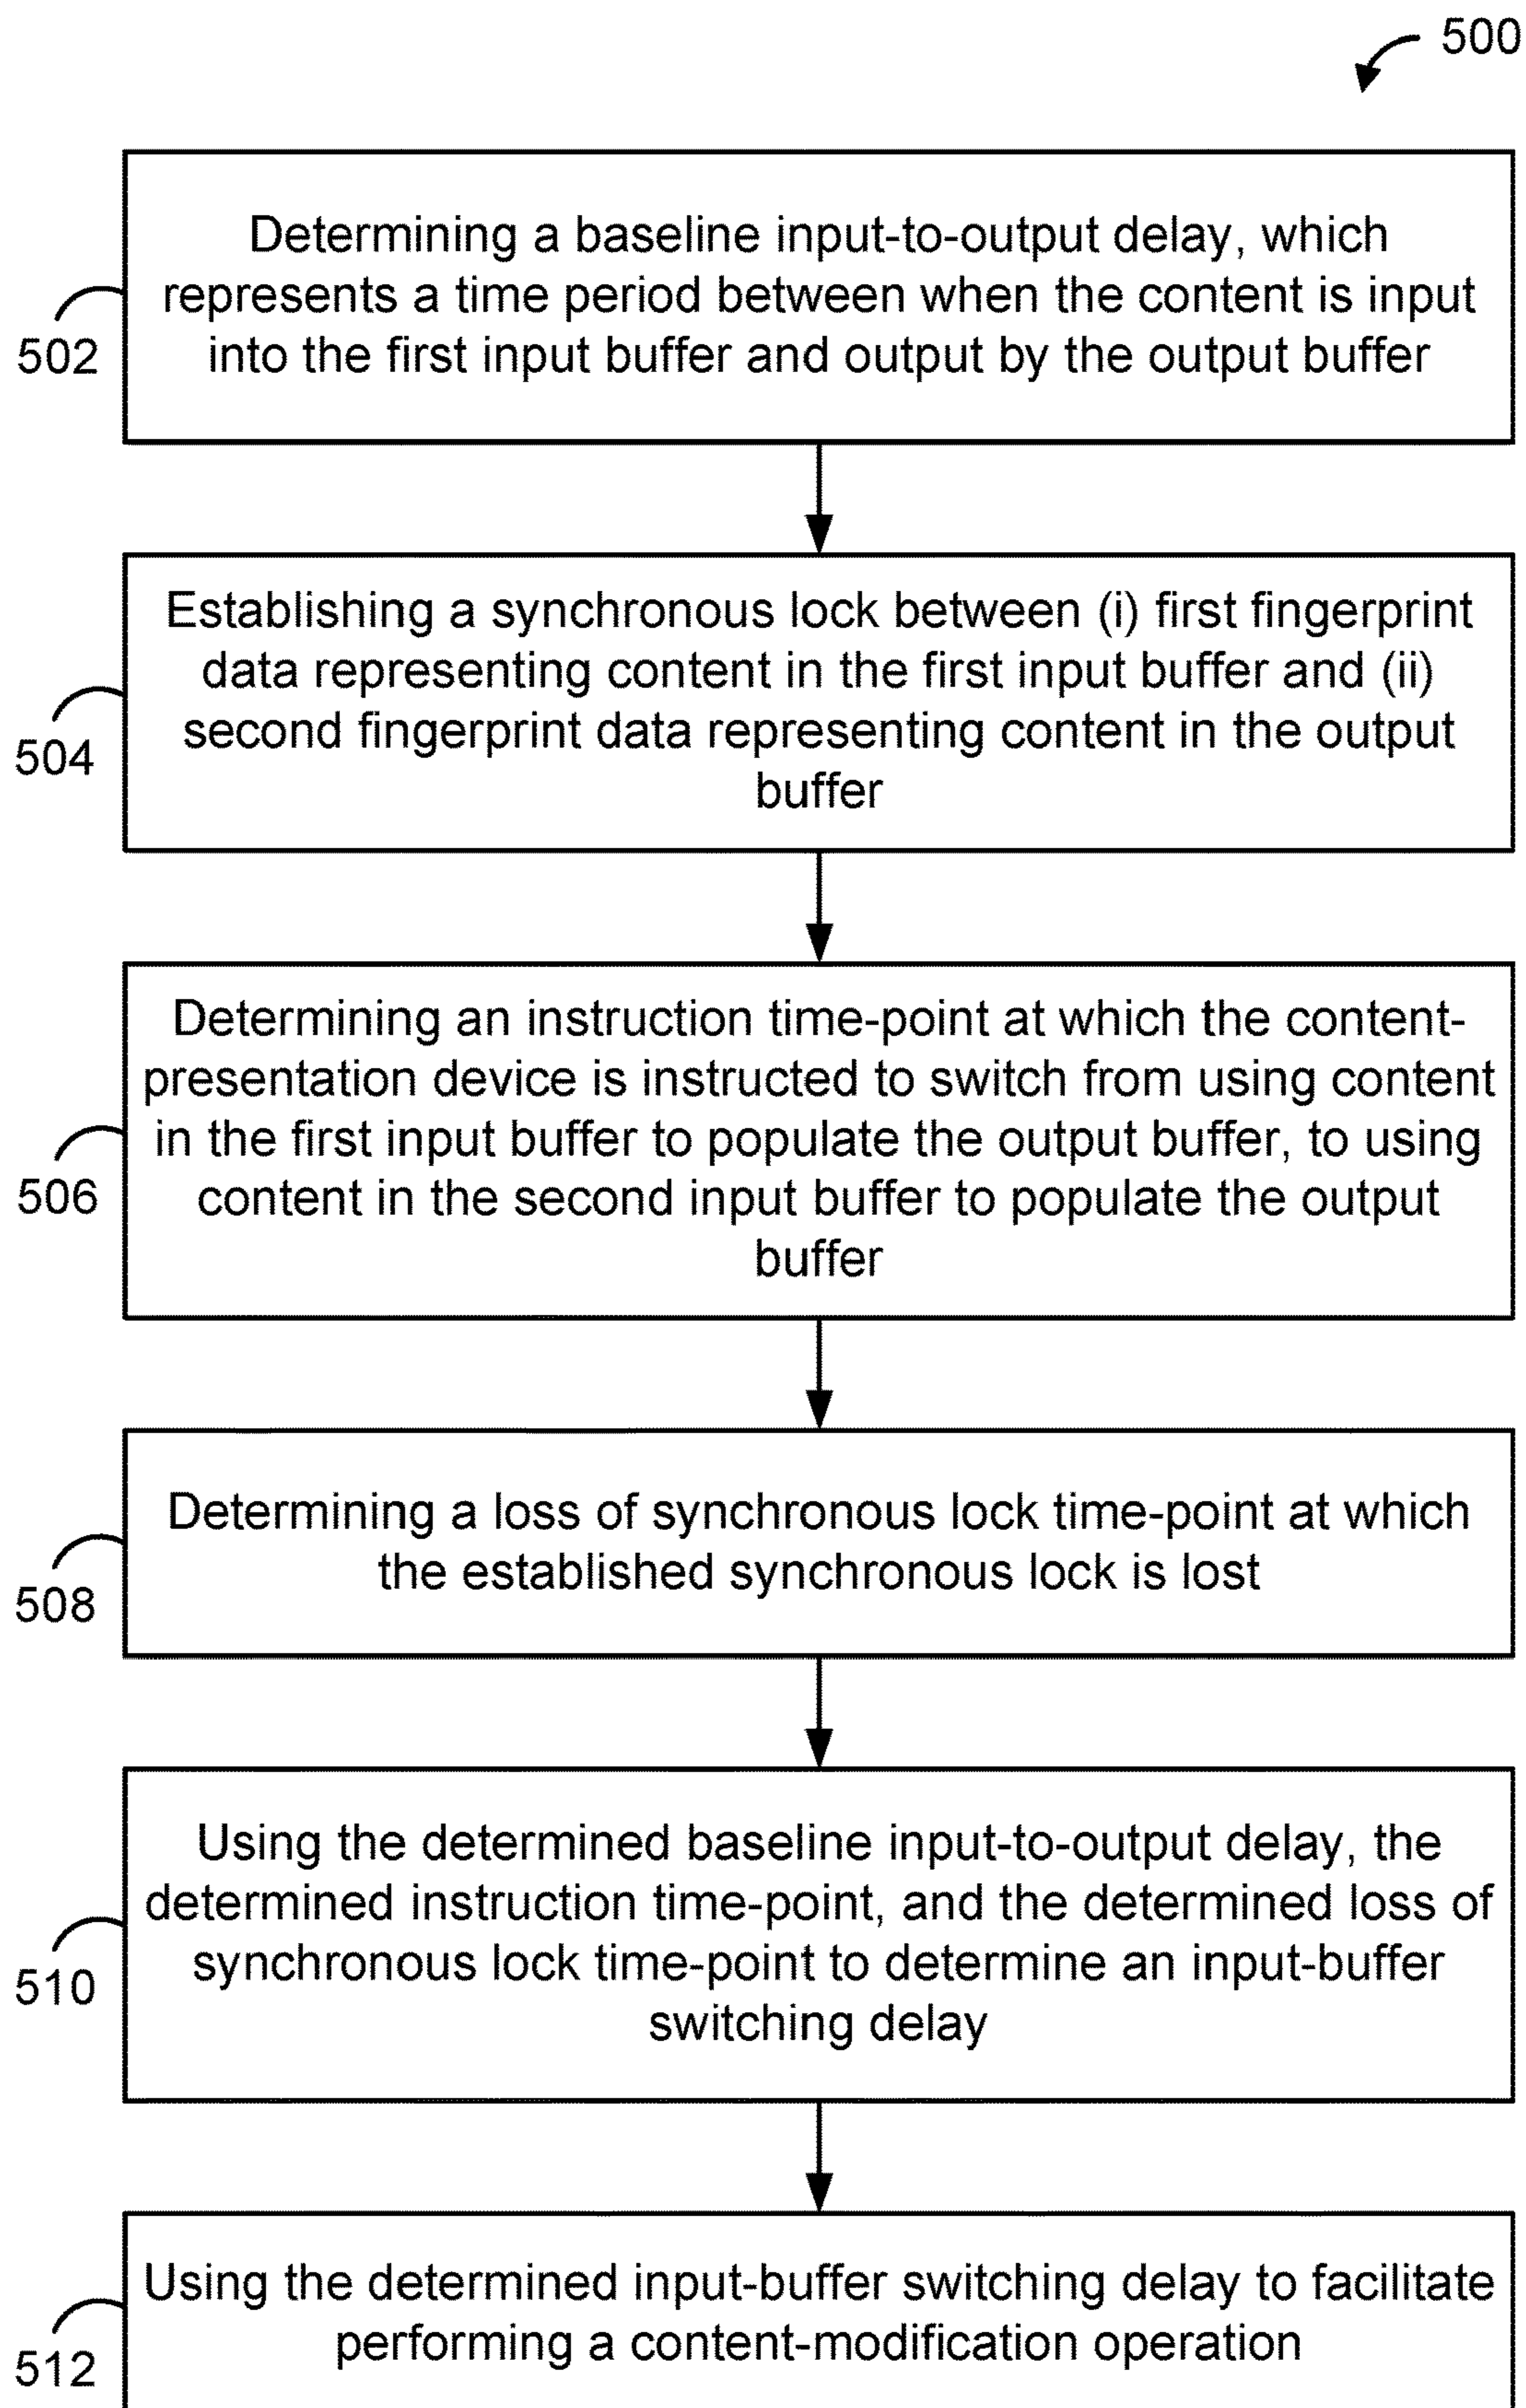 500
Determining a baseline input-to-output delay, which
represents a time period between when the content is input
into the first input buffer and output by the output buffer
502
Establishing a synchronous lock between (i) first fingerprint
data representing content in the first input buffer and (ii)
second fingerprint data representing content in the output
buffer
504
Determining an instruction time-point at which the content-
presentation device is instructed to switch from using content
in the first input buffer to populate the output buffer, to using
content in the second input buffer to populate the output
buffer
506
Determining a loss of synchronous lock time-point at which
the established synchronous lock is lost
508
Using the determined baseline input-to-output delay, the
determined instruction time-point, and the determined loss of
synchronous lock time-point to determine an input-buffer
switching delay
510
Using the determined input-buffer switching delay to facilitate
performing a content-modification operation
512